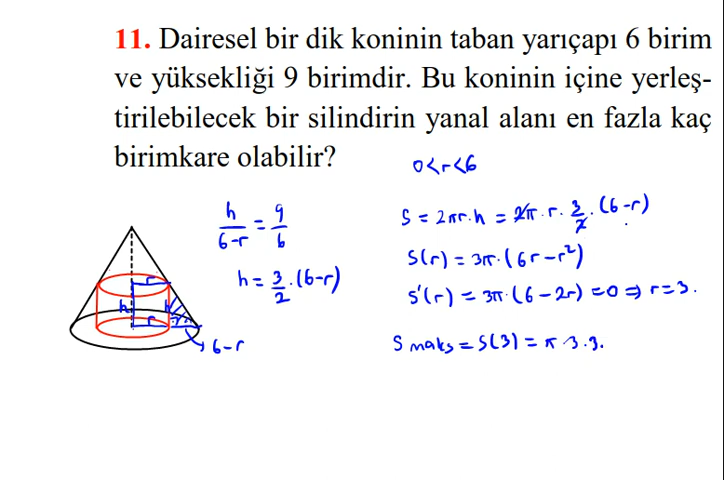 11. Dairesel bir dik koninin taban yarıçapı 6 birim
ve yüksekliği 9 birimdir. Bu koninin içine yerleş-
tirilebilecek bir silindirin yanal alanı en fazla kaç
birimkare olabilir?
0<r<6
h/(6-r) = 9/6
h = 3/2 . (6-r)
S = 2πr.h = 2π.r. 3/2 . (6-r)
S(r) = 3π.(6r-r²)
S'(r) = 3π.(6-2r) = 0 ⇒ r=3.
S maks = S(3) = π 3.3.
r
h
r
6-r